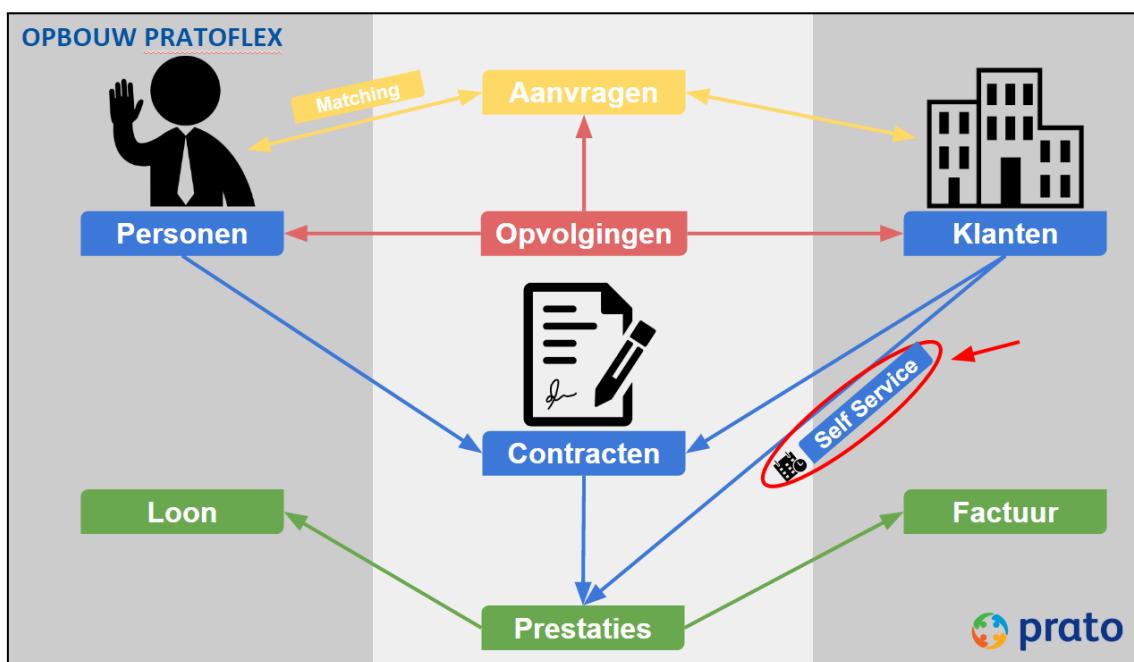 OPBOUW PRATOFLEX
Matching
Aanvragen
Personen
Opvolgingen
Klanten
Self Service
Contracten
Loon
Factuur
Prestaties
prato